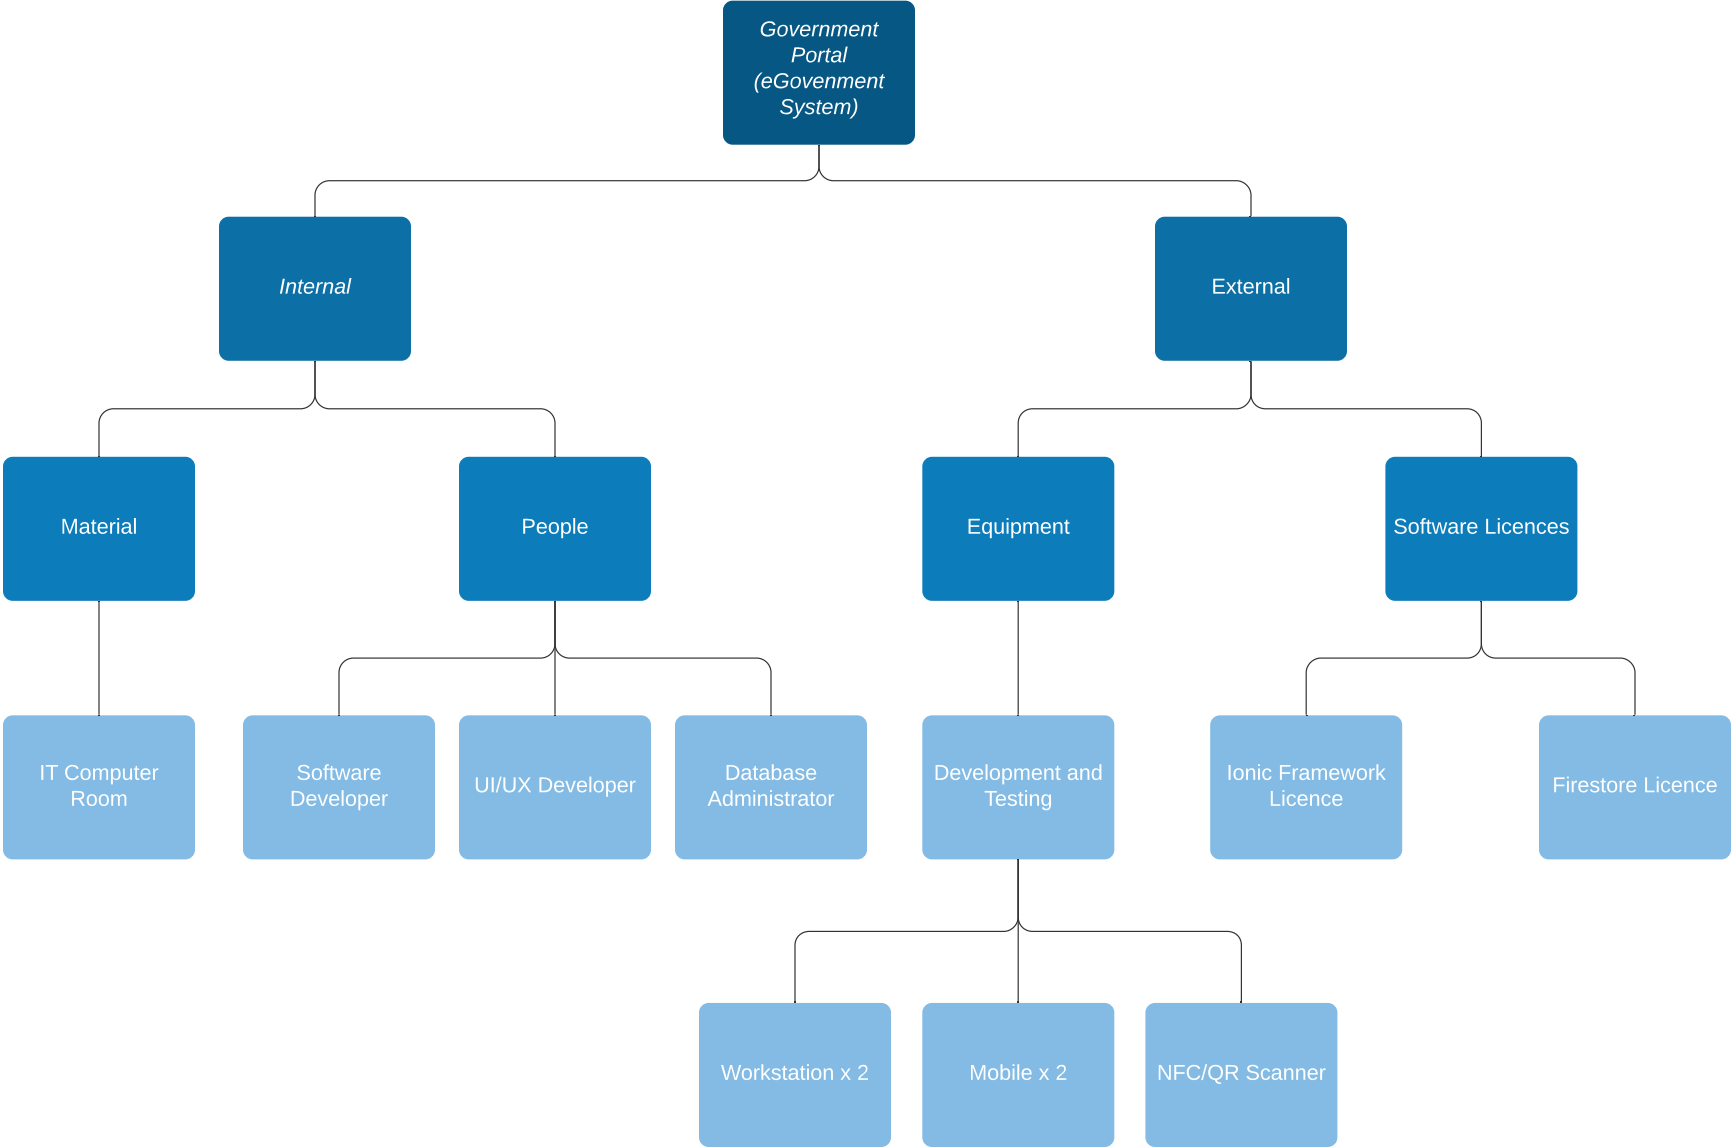 Government
Portal
(eGovenment
System)
Internal
External
Material
People
Equipment
Software Licences
IT Computer
Room
Software
Developer
UI/UX Developer
Database
Administrator
Development and
Testing
Ionic Framework
Licence
Firestore Licence
Workstation x 2
Mobile x 2
NFC/QR Scanner